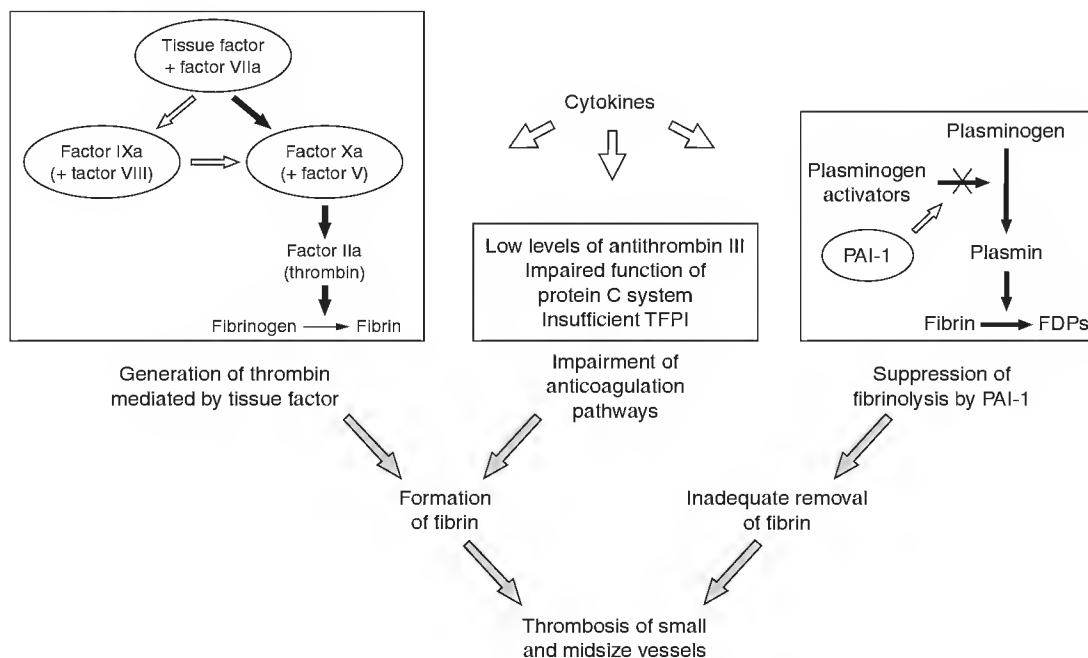 Tissue factor
+ factor VIIa
Factor IXa
(+ tactor VIII)
Factor Xa
(+ factor V)
Factor IIa
(thrombin)
Fibrinogen
Fibrin
Generation of thrombin
mediated by tissue factor
Cytokines
Low levels of antithrombin III
Impaired function of
protein C system
Insufficient TFPI
Impairment of
anticoagulation
pathways
Plasminogen
Plasminogen
activators
PAI-1
Plasmin
Fibrin
FDPs
Suppression of
fibrinolysis by PAI-1
Formation
of fibrin
Inadequate removal
of fibrin
Thrombosis of small
and midsize vessels